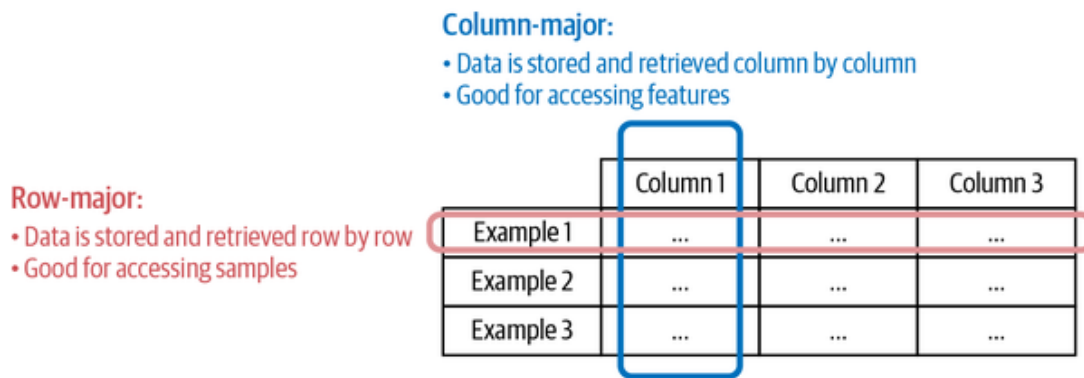 Column-major:
• Data is stored and retrieved column by column
• Good for accessing features
Row-major:
• Data is stored and retrieved row by row
• Good for accessing samples
Column 1 Column 2 Column 3
Example 1 ... ... ...
Example 2 ... ... ...
Example 3 ... ... ...